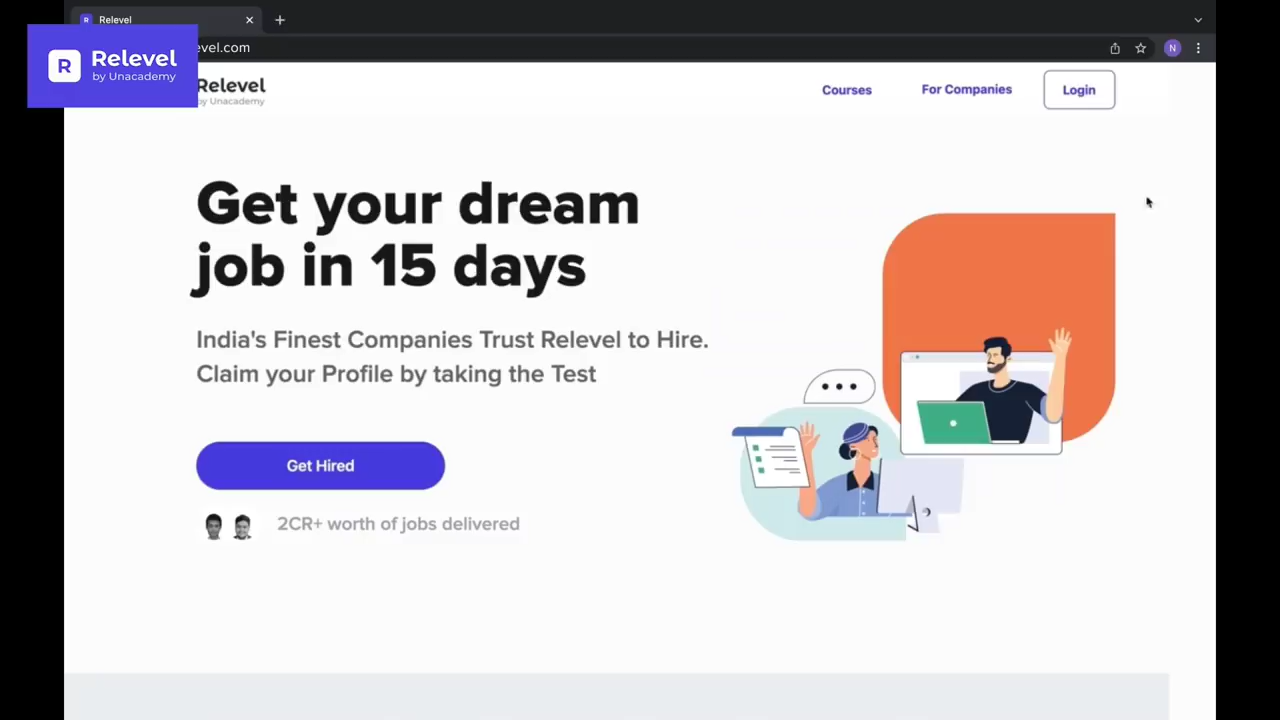 Relevel
R
Relevel
by Unacademy
evel.com
N
Relevel
by Unacademy
Courses
For Companies
Login
Get your dream
job in 15 days
India's Finest Companies Trust Relevel to Hire.
Claim your Profile by taking the Test
Get Hired
2CR+ worth of jobs delivered